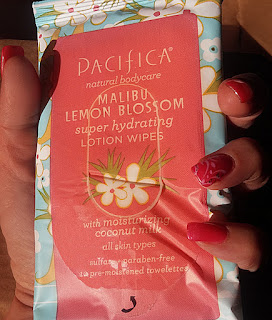 PACIFICA®
natural bodycare
MALIBU
LEMON BLOSSOM
super hydrating
LOTION WIPES
with moisturizing
coconut milk
all skin types
sulfate + paraben-free
pre-moistened towelettes